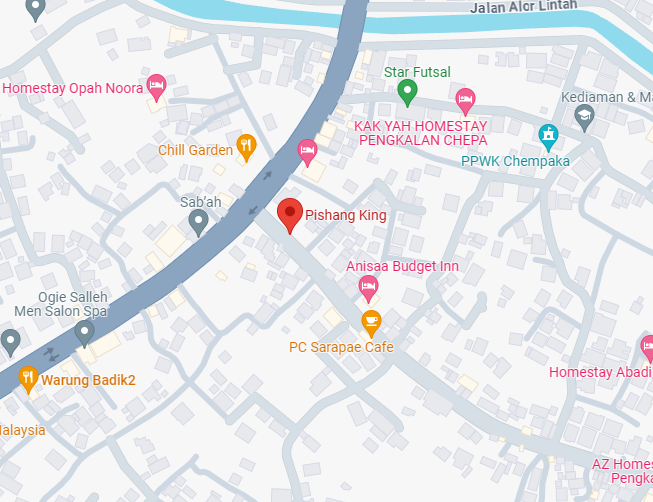 Jalan Alor Lintah
Star Futsal
Homestay Opah Noora
Kediaman & Ma
KAK YAH HOMESTAY
PENGKALAN CHEPA
Chill Garden
PPWK Chempaka
Sab'ah
Pishang King
Anisaa Budget Inn
Ogie Salleh
Men Salon Spa
PC Sarapae Cafe
Warung Badik2
Homestay Abadi
Malaysia
AZ Homes
Pengka